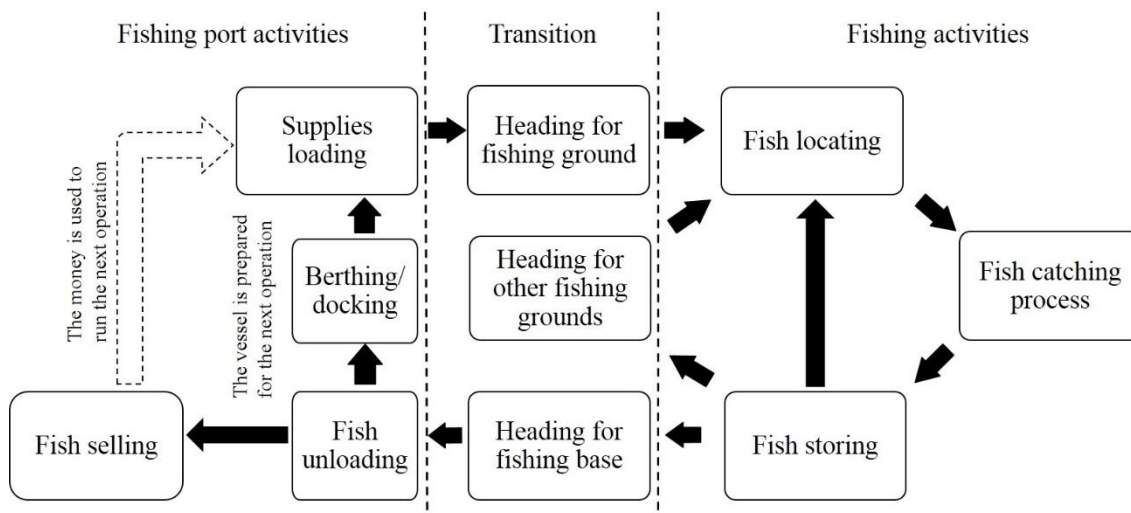 Fishing port activities
Transition
Fishing activities
Supplies
loading
Heading for
fishing ground
Fish locating
The money is used to
run the next operation
The vessel is prepared
for the next operation
Berthing/
docking
Heading for
other fishing
grounds
Fish catching
process
Fish selling
Fish
unloading
Heading for
fishing base
Fish storing